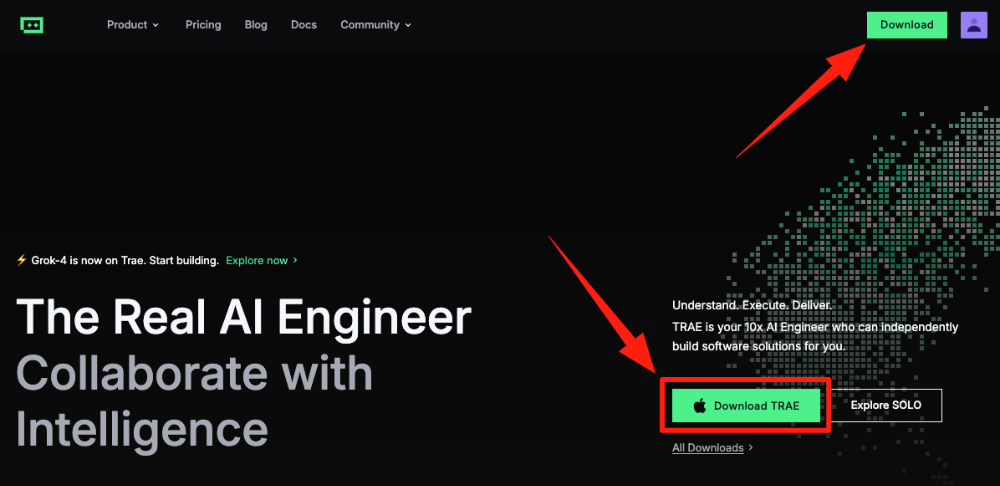 Product
Pricing
Blog
Docs
Community
Download
⚡ Grok-4 is now on Trae. Start building. Explore now >
The Real AI Engineer
Collaborate with
Intelligence
Understand. Execute. Deliver.
TRAE is your 10x AI Engineer who can independently
build software solutions for you.
Download TRAE
Explore SOLO
All Downloads >